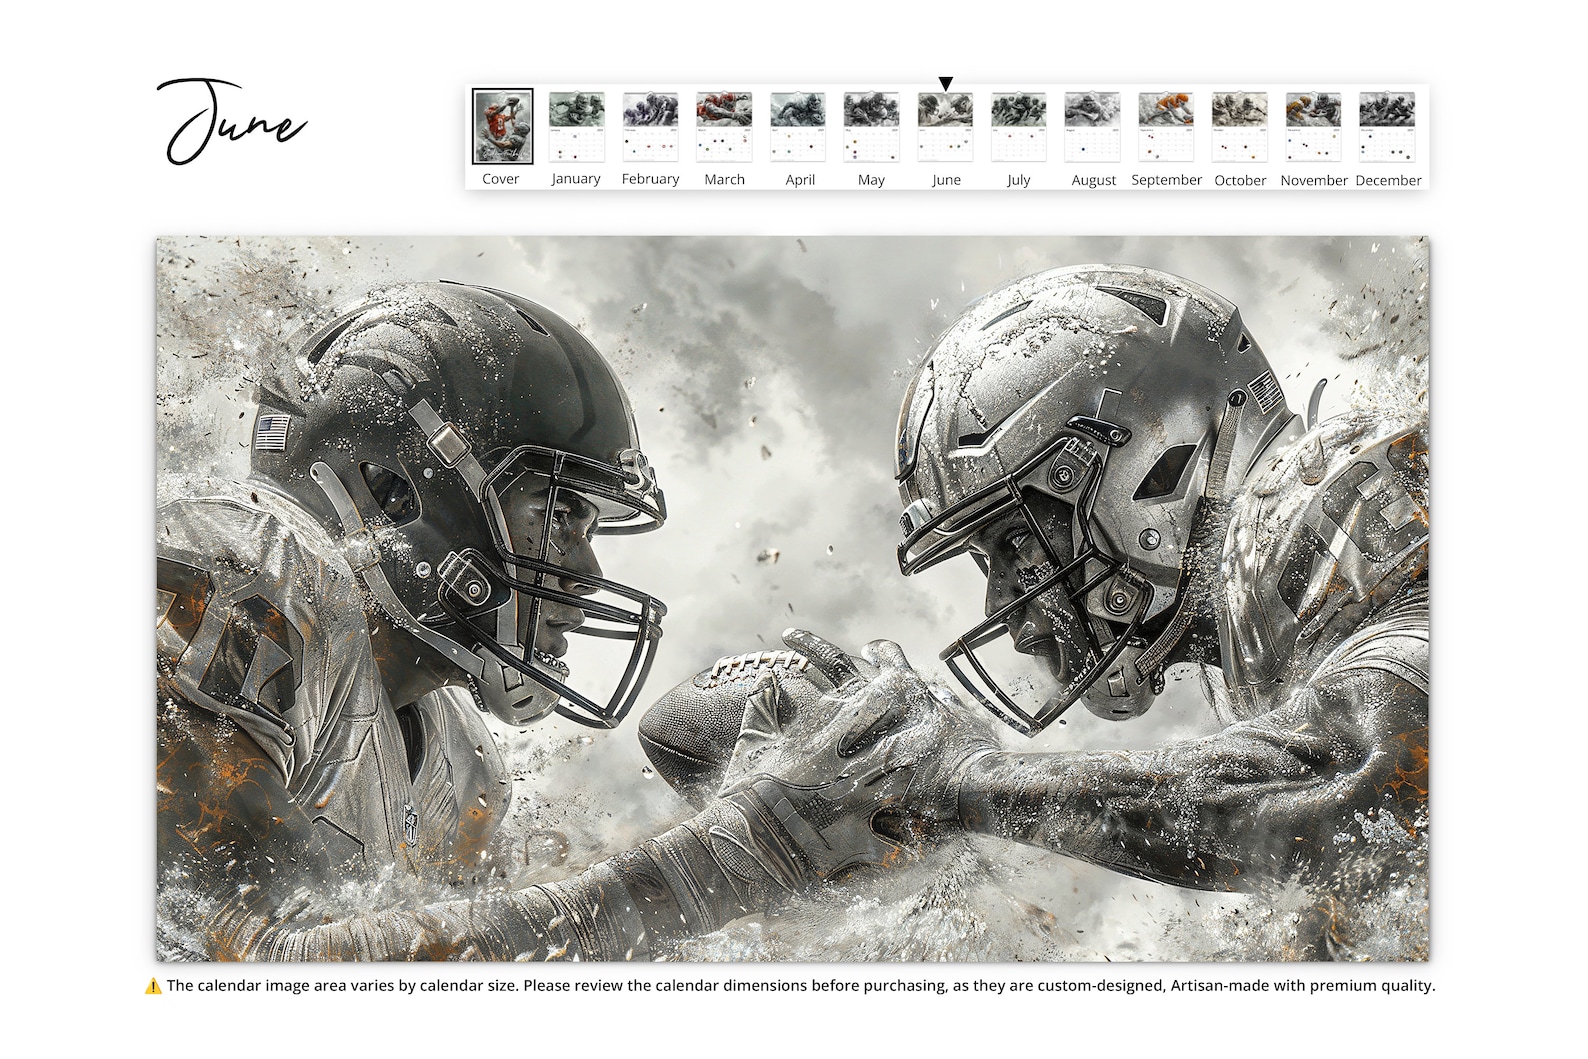 June
Cover January February March April May June July August September October November December
⚠ The calendar image area varies by calendar size. Please review the calendar dimensions before purchasing, as they are custom-designed, Artisan-made with premium quality.